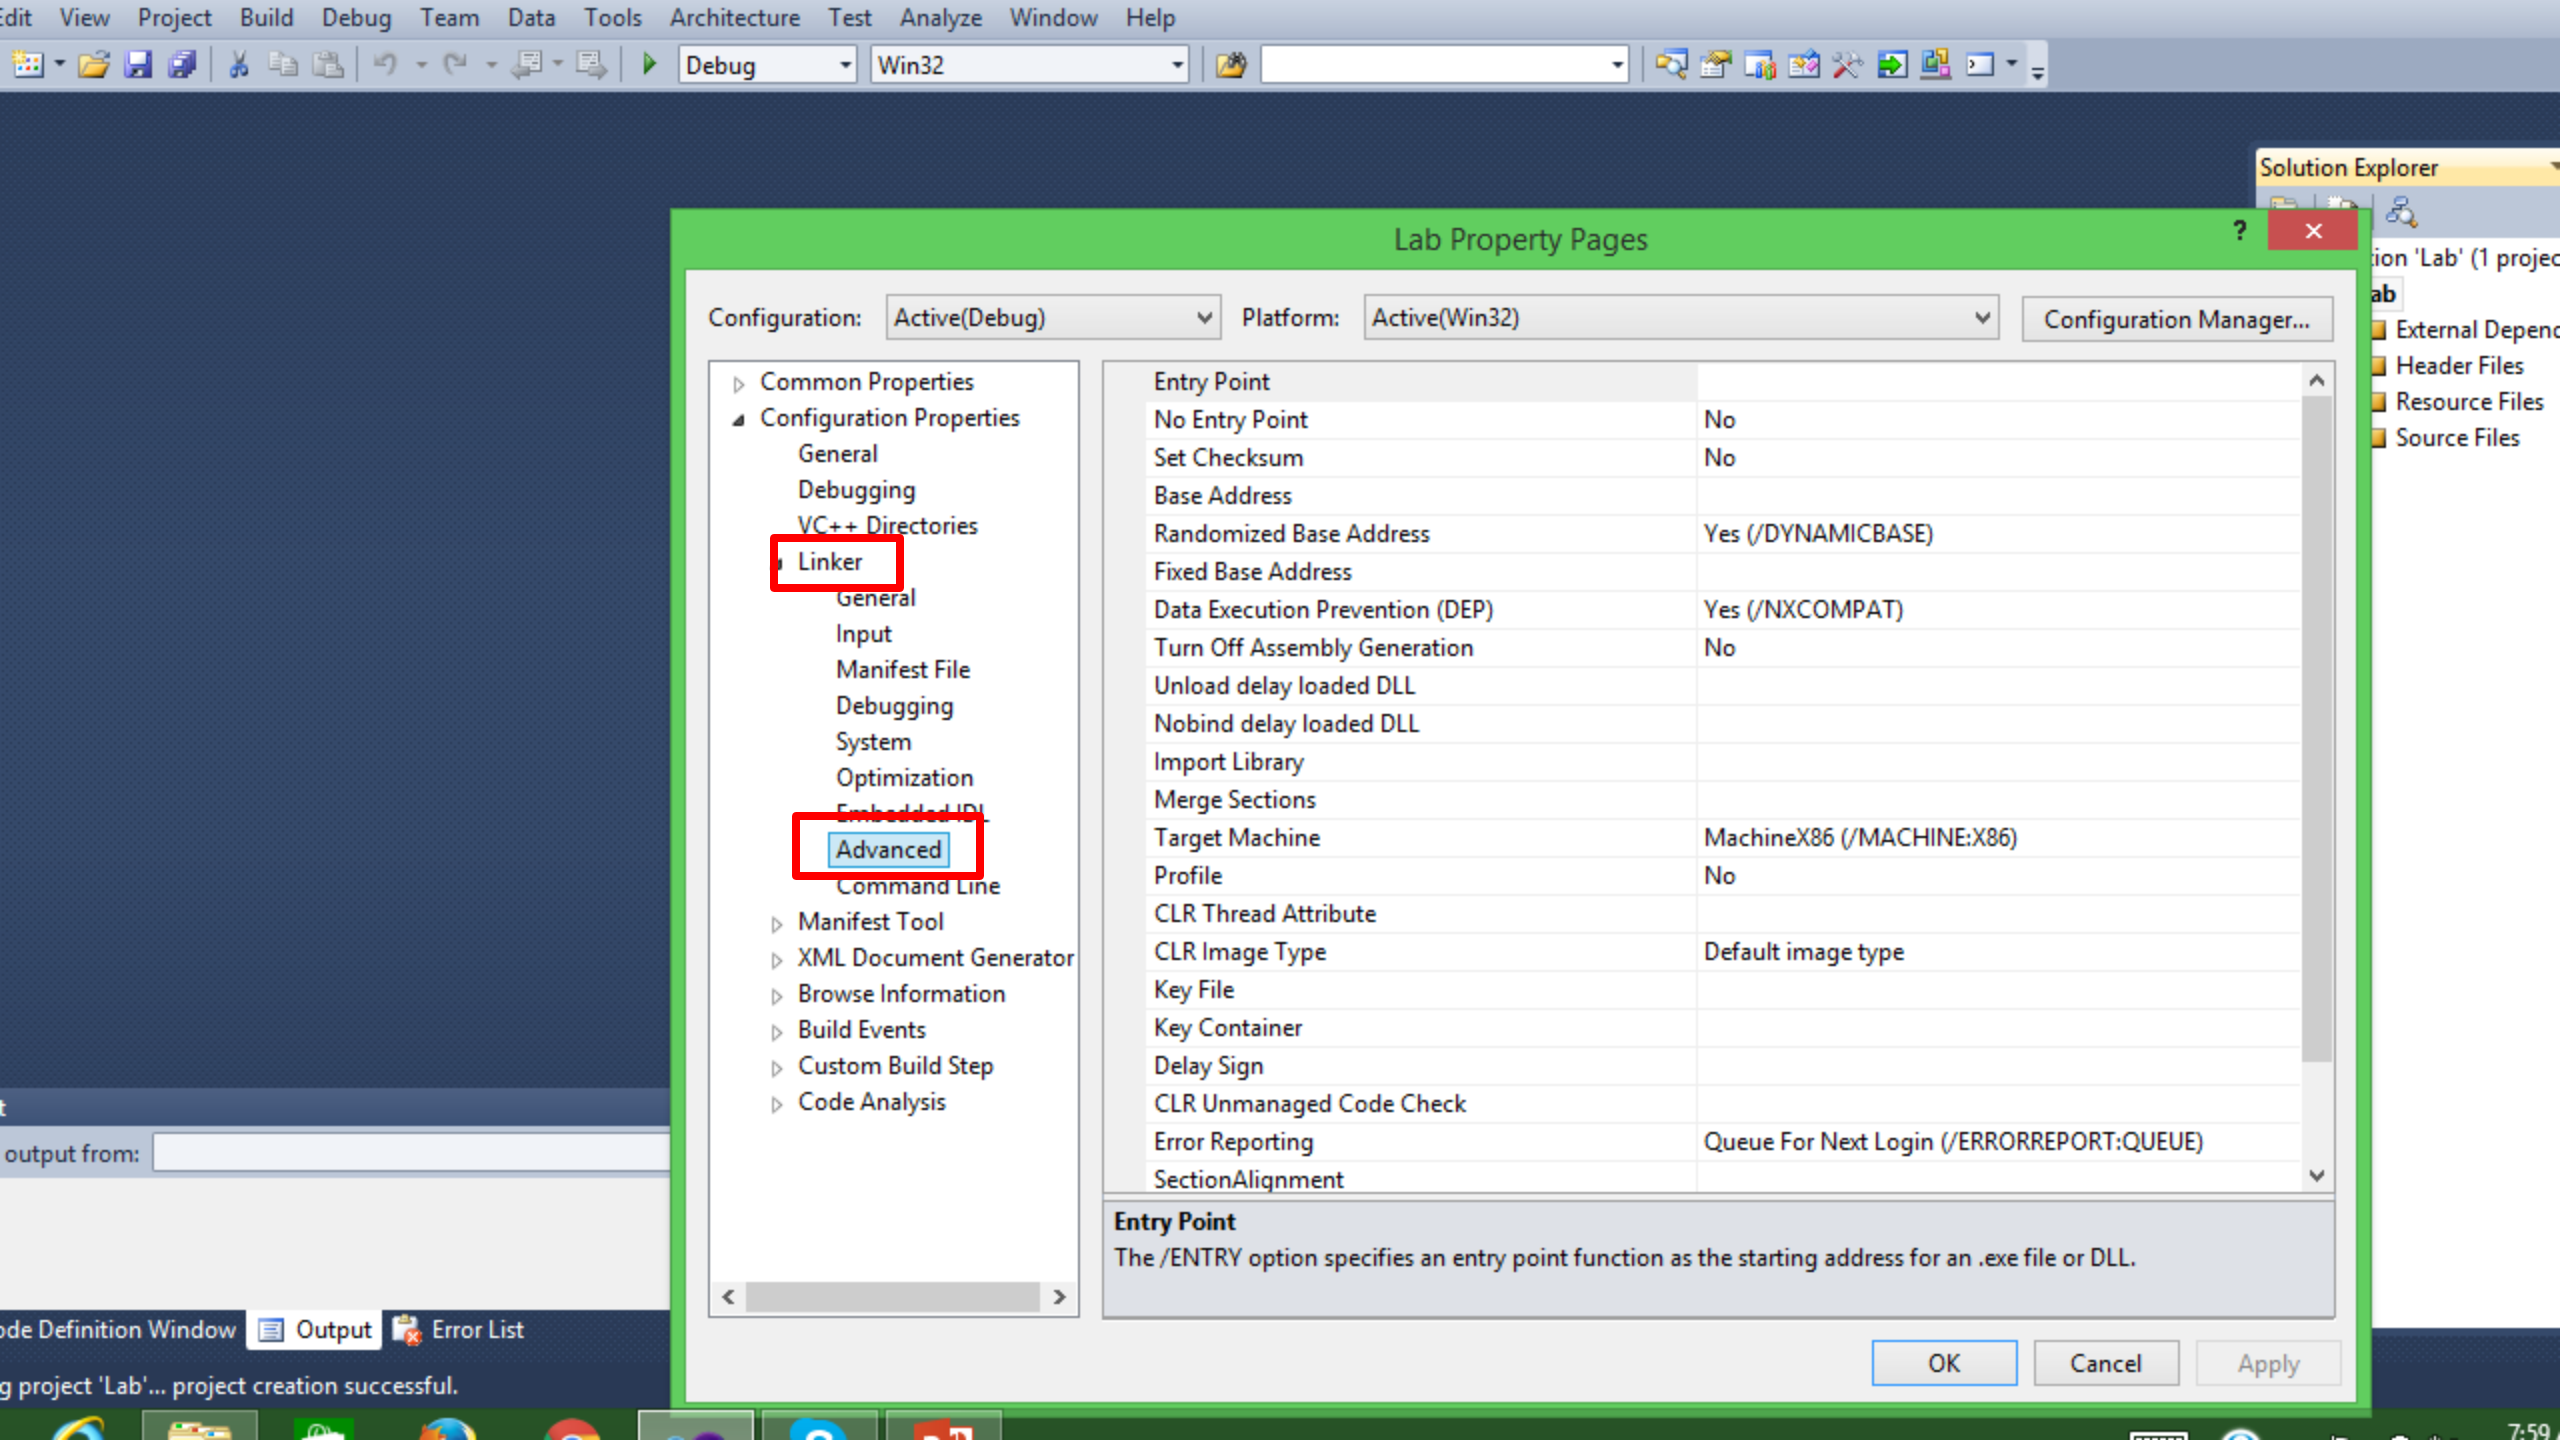 Edit View Project Build Debug Team Data Tools Architecture Test Analyze Window Help
Debug Win32
Solution Explorer
Lab Property Pages ?
'Lab' (1
Configuration: Active(Debug) Platform: Active(Win32) Configuration Manager...
External
Header Files
Resource Files
Source Files
Common Properties
Configuration Properties
General
Debugging
VC++ Directories
Linker
General
Input
Manifest File
Debugging
System
Optimization
Embedded IDL
Advanced
Command Line
Manifest Tool
XML Document Generator
Browse Information
Build Events
Custom Build Step
Code Analysis
Entry Point
No Entry Point No
Set Checksum No
Base Address
Randomized Base Address Yes (/DYNAMICBASE)
Fixed Base Address
Data Execution Prevention (DEP) Yes (/NXCOMPAT)
Turn Off Assembly Generation No
Unload delay loaded DLL
Nobind delay loaded DLL
Import Library
Merge Sections
Target Machine MachineX86 (/MACHINE:X86)
Profile No
CLR Thread Attribute
CLR Image Type Default image type
Key File
Key Container
Delay Sign
CLR Unmanaged Code Check
Error Reporting Queue For Next Login (/ERRORREPORT:QUEUE)
SectionAlignment
Entry Point
The /ENTRY option specifies an entry point function as the starting address for an .exe file or DLL.
output from:
Definition Window Output Error List
OK Cancel Apply
project 'Lab'... project creation successful.
7:59